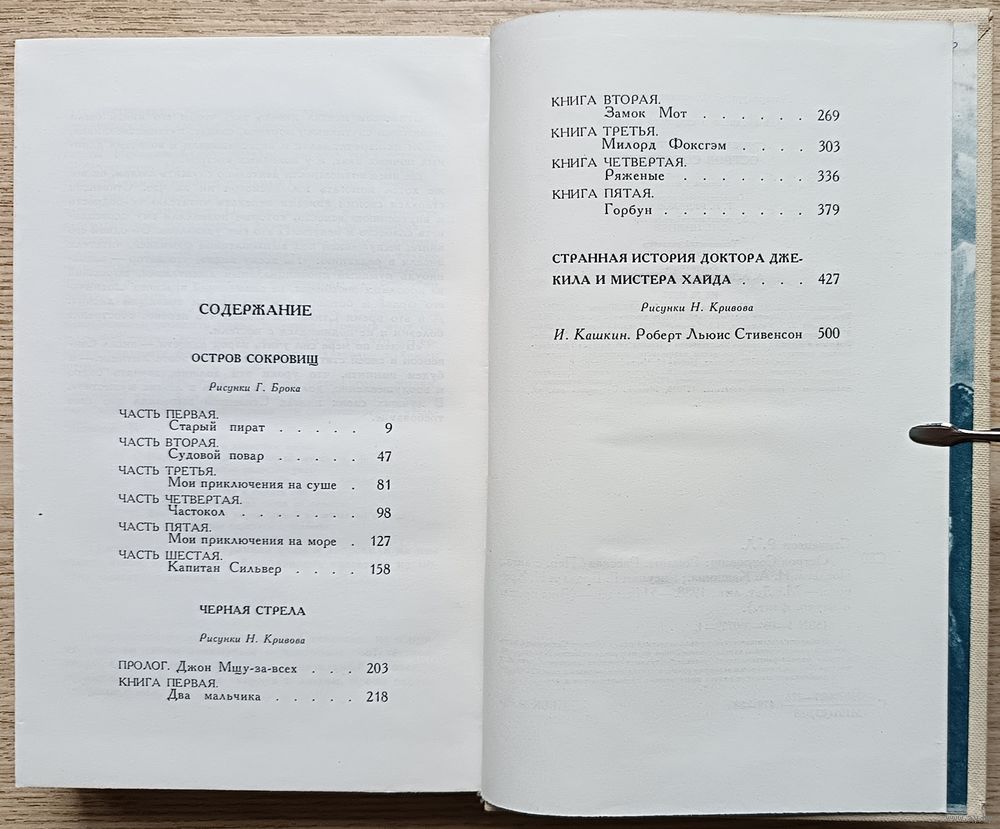 СОДЕРЖАНИЕ
ОСТРОВ СОКРОВИЩ
Рисунки Г. Брока
ЧАСТЬ ПЕРВАЯ.
Старый пират . . . . . 9
ЧАСТЬ ВТОРАЯ.
Судовой повар . . . . . 47
ЧАСТЬ ТРЕТЬЯ.
Мои приключения на суше . 81
ЧАСТЬ ЧЕТВЕРТАЯ.
Частокол . . . . . . 98
ЧАСТЬ ПЯТАЯ.
Мои приключения на море . 127
ЧАСТЬ ШЕСТАЯ.
Капитан Сильвер . . . . 158
ЧЕРНАЯ СТРЕЛА
Рисунки Н. Кривова
ПРОЛОГ. Джон Мщу-за-всех . . . 203
КНИГА ПЕРВАЯ.
Два мальчика . . . . . 218
КНИГА ВТОРАЯ.
Замок Мот . . . . . . 269
КНИГА ТРЕТЬЯ.
Милорд Фоксгэм . . . . 303
КНИГА ЧЕТВЕРТАЯ.
Ряженые . . . . . . . 336
КНИГА ПЯТАЯ.
Горбун . . . . . . . . 379
СТРАННАЯ ИСТОРИЯ ДОКТОРА ДЖЕ-
КИЛА И МИСТЕРА ХАЙДА . . . . 427
Рисунки Н. Кривова
И. Кашкин. Роберт Льюис Стивенсон 500